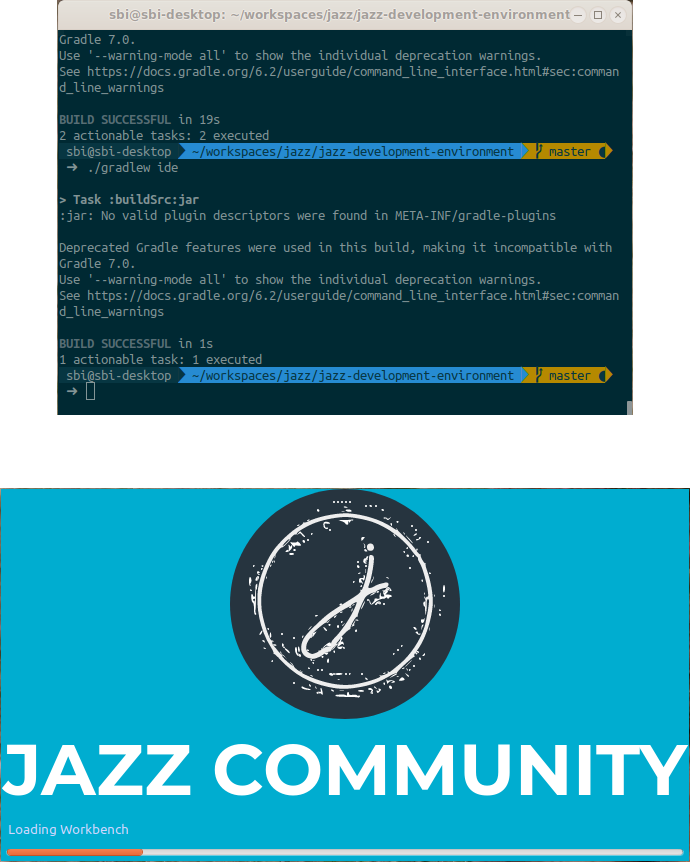 sbi@sbi-desktop: ~/workspaces/jazz/jazz-development-environment
Gradle 7.0.
Use '--warning-mode all' to show the individual deprecation warnings.
See https://docs.gradle.org/6.2/userguide/command_line_interface.html#sec:comman
d_line_warnings
BUILD SUCCESSFUL in 19s
2 actionable tasks: 2 executed
sbi@sbi-desktop ~/workspaces/jazz/jazz-development-environment master
➜ ./gradlew ide
> Task :buildSrc:jar
:jar: No valid plugin descriptors were found in META-INF/gradle-plugins
Deprecated Gradle features were used in this build, making it incompatible with
Gradle 7.0.
Use '--warning-mode all' to show the individual deprecation warnings.
See https://docs.gradle.org/6.2/userguide/command_line_interface.html#sec:comman
d_line_warnings
BUILD SUCCESSFUL in 1s
1 actionable task: 1 executed
sbi@sbi-desktop ~/workspaces/jazz/jazz-development-environment master
➜
j
JAZZ COMMUNITY
Loading Workbench